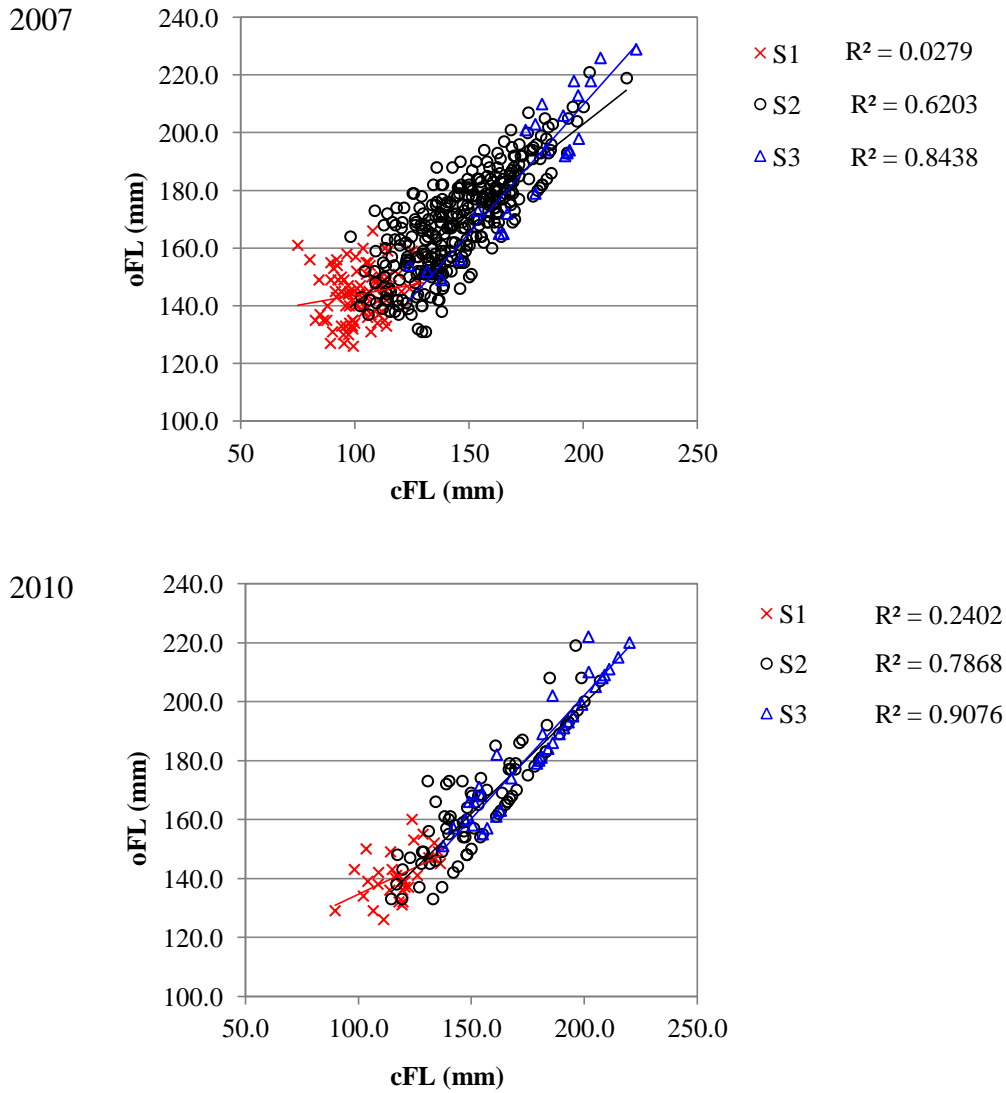 2007
240.0
220.0
200.0
180.0
160.0
140.0
120.0
100.0
oFL (mm)
50 100 150 200 250
cFL (mm)
S1 R² = 0.0279
S2 R² = 0.6203
S3 R² = 0.8438
2010
240.0
220.0
200.0
180.0
160.0
140.0
120.0
100.0
oFL (mm)
50.0 100.0 150.0 200.0 250.0
cFL (mm)
S1 R² = 0.2402
S2 R² = 0.7868
S3 R² = 0.9076